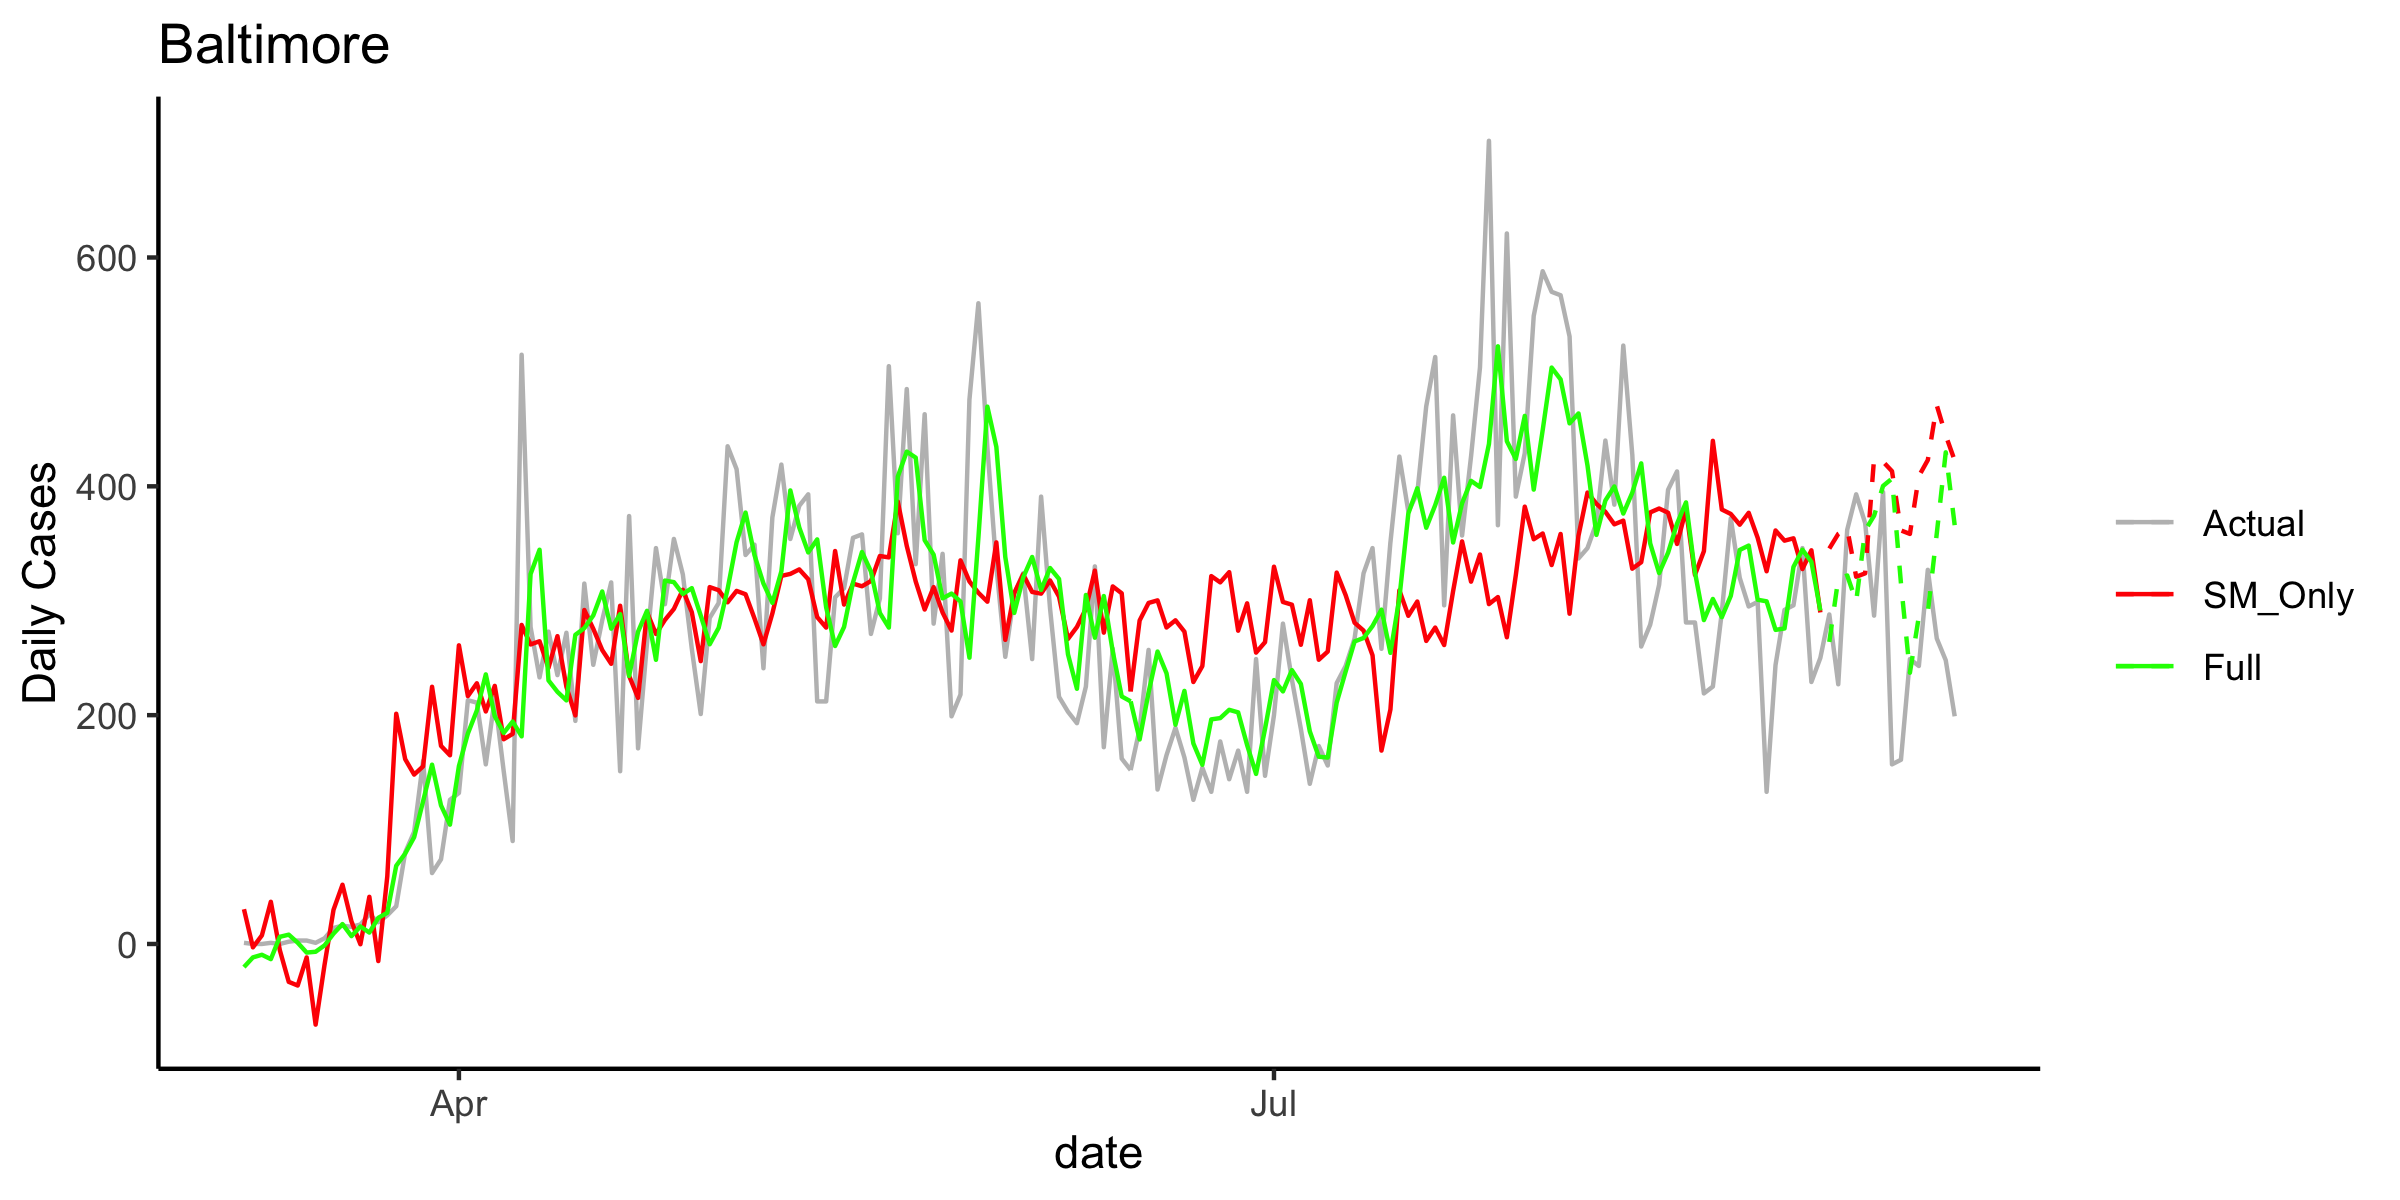 Baltimore
Daily Cases
600
400
200
0
Apr
Jul
date
Actual
SM_Only
Full